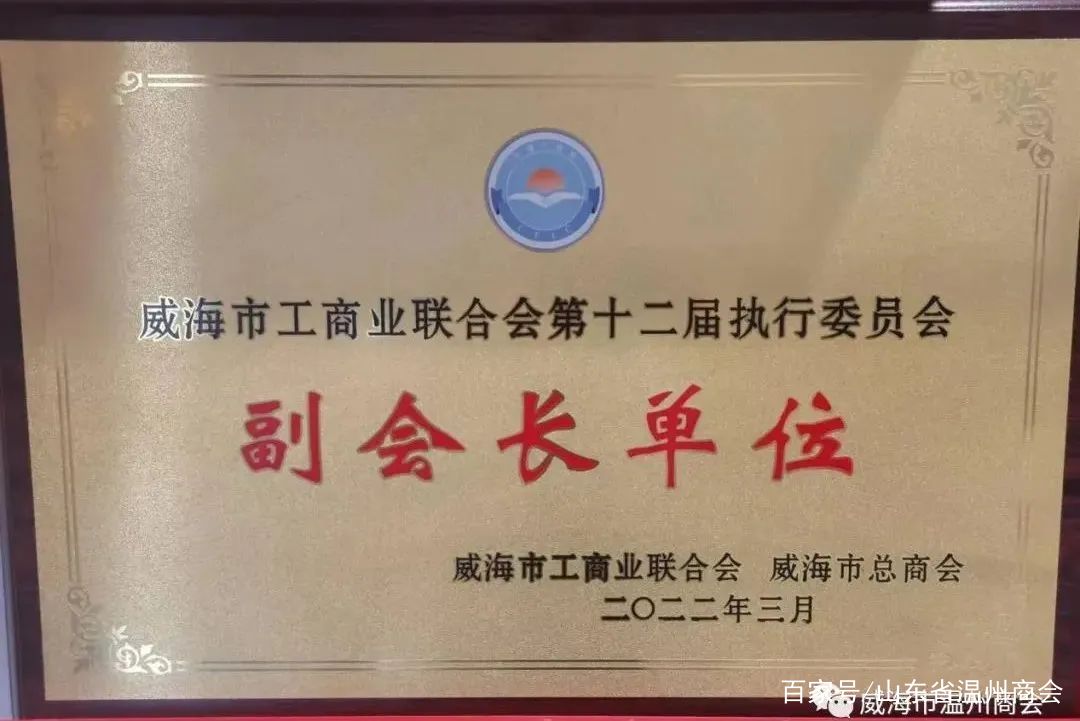 威海市工商业联合会第十二届执行委员会
副会长单位
威海市工商业联合会 威海市总商会
二〇二二年三月
百家号/山东省温州商会
威海市温州商会